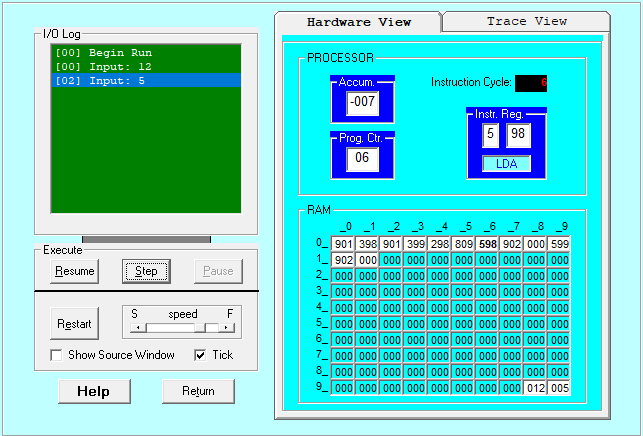 Hardware View
Trace View
I/O Log
[00] Begin Run
[00] Input: 12
[02] Input: 5
PROCESSOR
Accum.
-007
Instruction Cycle: 6
Prog. Ctr.
06
Instr. Reg.
5 98
LDA
Execute
Resume Step Pause
Restart
S speed F
Show Source Window Tick
Help Return
RAM
_0 _1 _2 _3 _4 _5 _6 _7 _8 _9
0_ 901 398 901 399 298 809 598 902 000 599
1_ 902 000 000 000 000 000 000 000 000 000
2_ 000 000 000 000 000 000 000 000 000 000
3_ 000 000 000 000 000 000 000 000 000 000
4_ 000 000 000 000 000 000 000 000 000 000
5_ 000 000 000 000 000 000 000 000 000 000
6_ 000 000 000 000 000 000 000 000 000 000
7_ 000 000 000 000 000 000 000 000 000 000
8_ 000 000 000 000 000 000 000 000 000 000
9_ 000 000 000 000 000 000 000 000 012 005